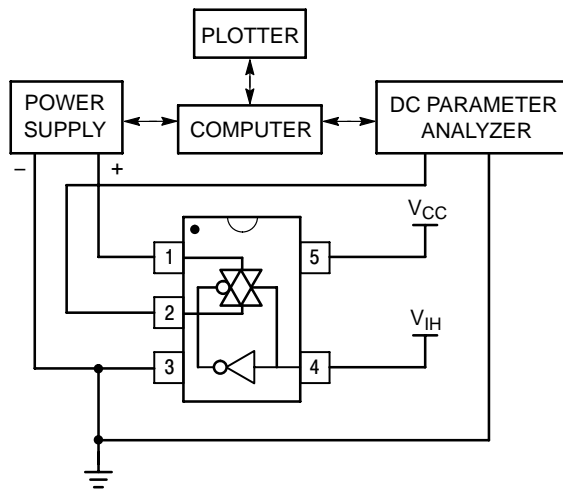 PLOTTER
POWER
SUPPLY
COMPUTER
DC PARAMETER
ANALYZER
– +
VCC
1 5
2
VIH
3 4